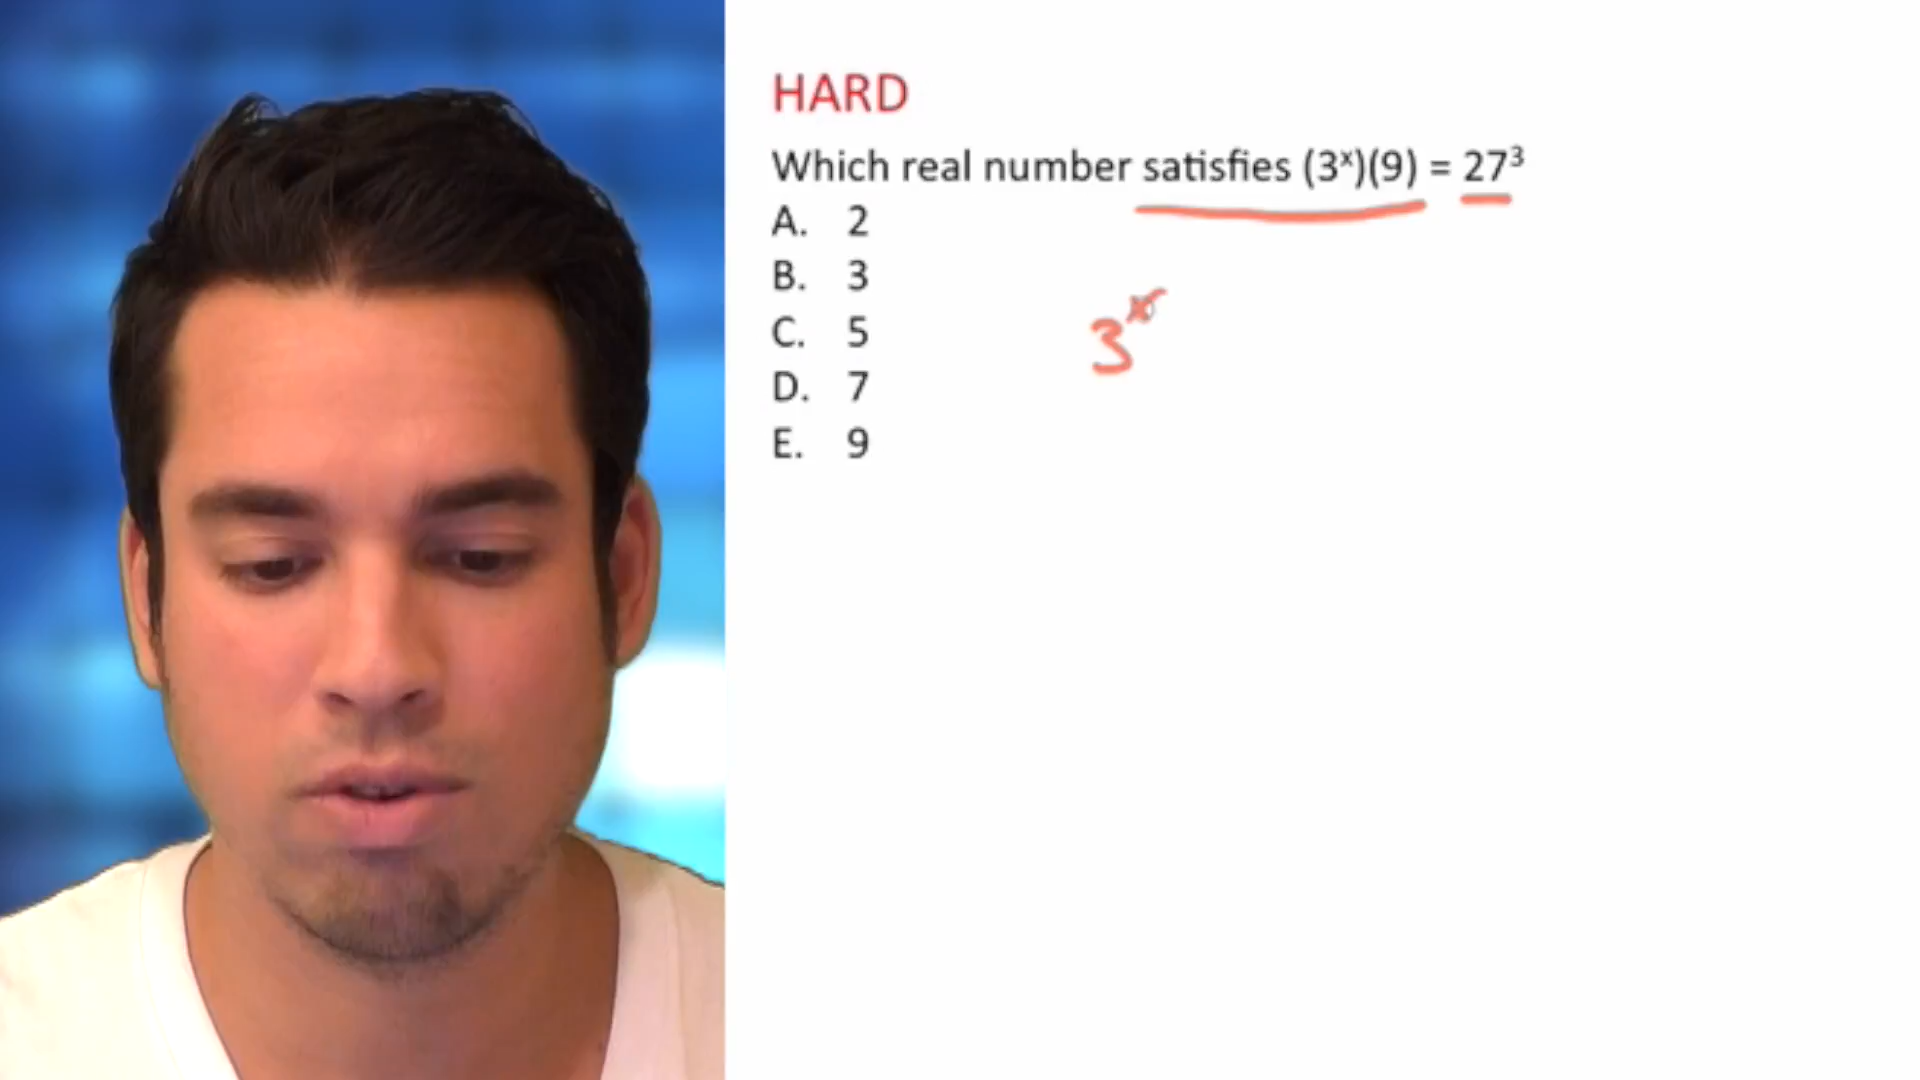 HARD
Which real number satisfies (3ˣ)(9) = 27³
A. 2
B. 3
C. 5
D. 7
E. 9
3ˣ